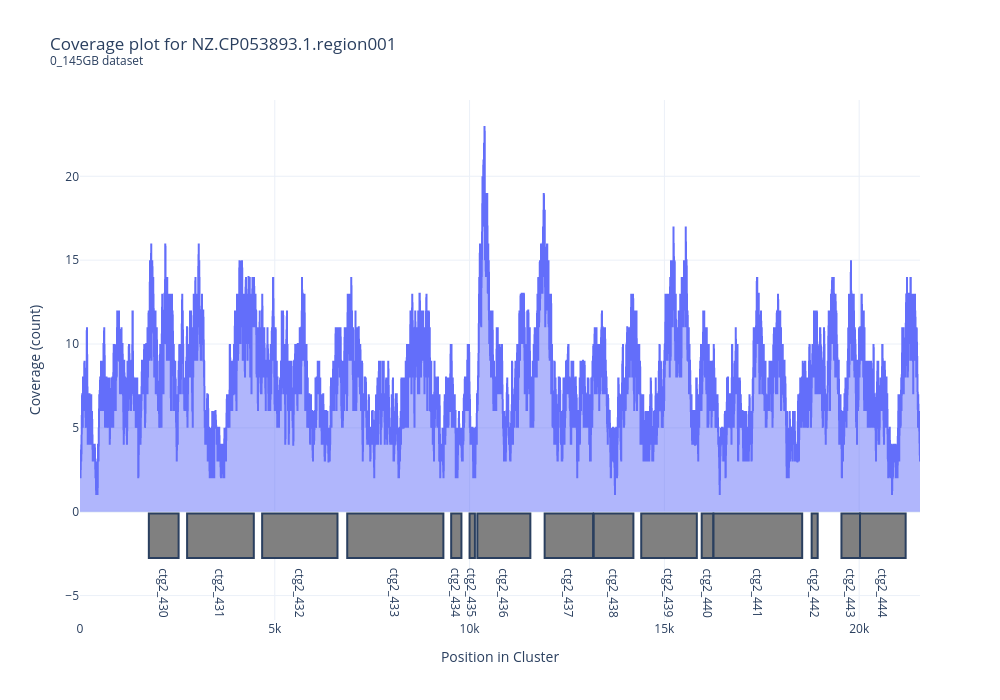 Coverage plot for NZ.CP053893.1.region001
0_145GB dataset
Coverage (count)
20
15
10
5
0
−5
ctg2_430
ctg2_431
ctg2_432
ctg2_433
ctg2_434
ctg2_435
ctg2_436
ctg2_437
ctg2_438
ctg2_439
ctg2_440
ctg2_441
ctg2_442
ctg2_443
ctg2_444
0
5k
10k
15k
20k
Position in Cluster